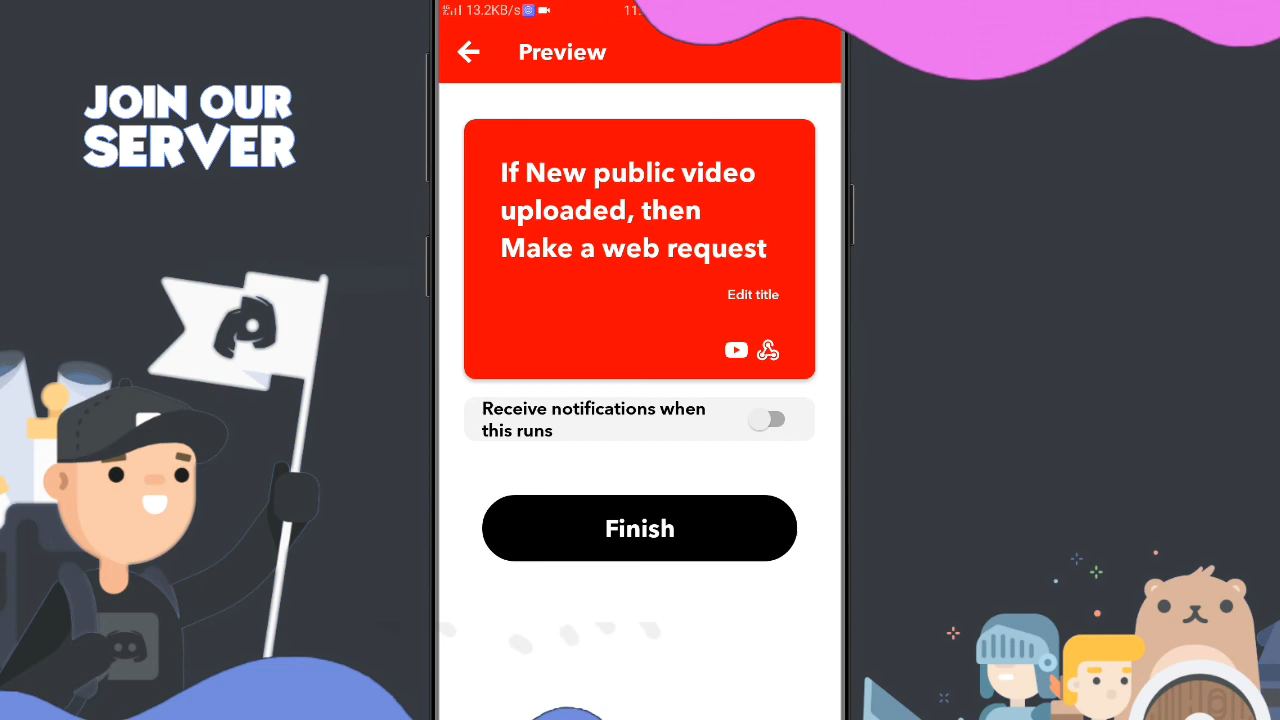 JOIN OUR
SERVER
13.2KB/s
11
Preview
If New public video
uploaded, then
Make a web request
Edit title
Receive notifications when
this runs
Finish